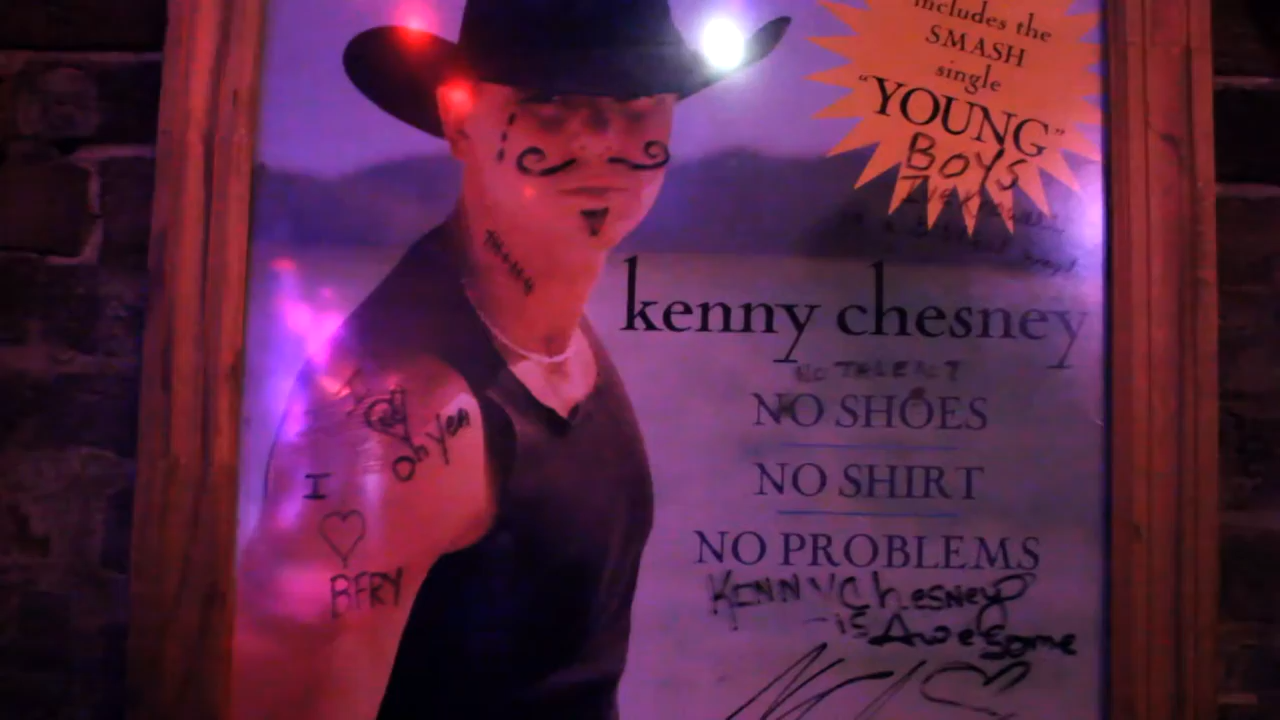 includes the
SMASH
single
"YOUNG"
BOYS
kenny chesney
NO TALENT
NO SHOES
NO SHIRT
NO PROBLEMS
KENNY Chesney
is Awesome
Oh Yea
I